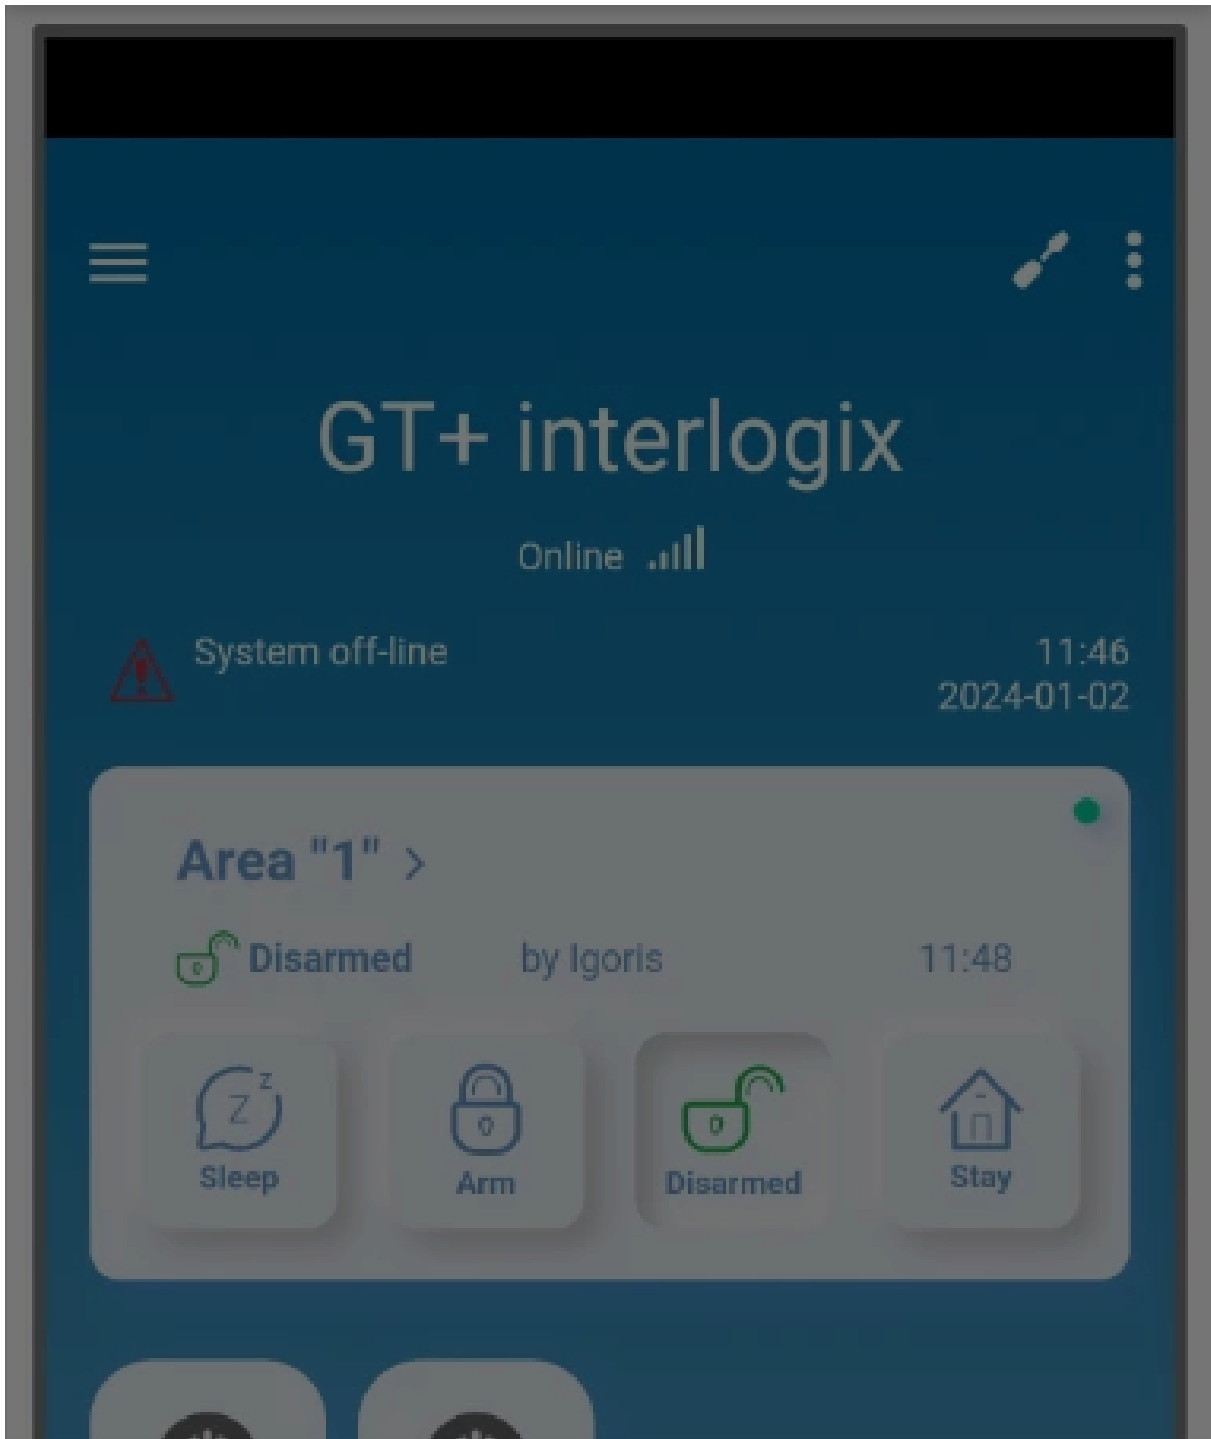 GT+ interlogix
Online
System off-line 11:46
2024-01-02
Area "1" >
Disarmed by Igoris 11:48
Z z
Sleep Arm Disarmed Stay